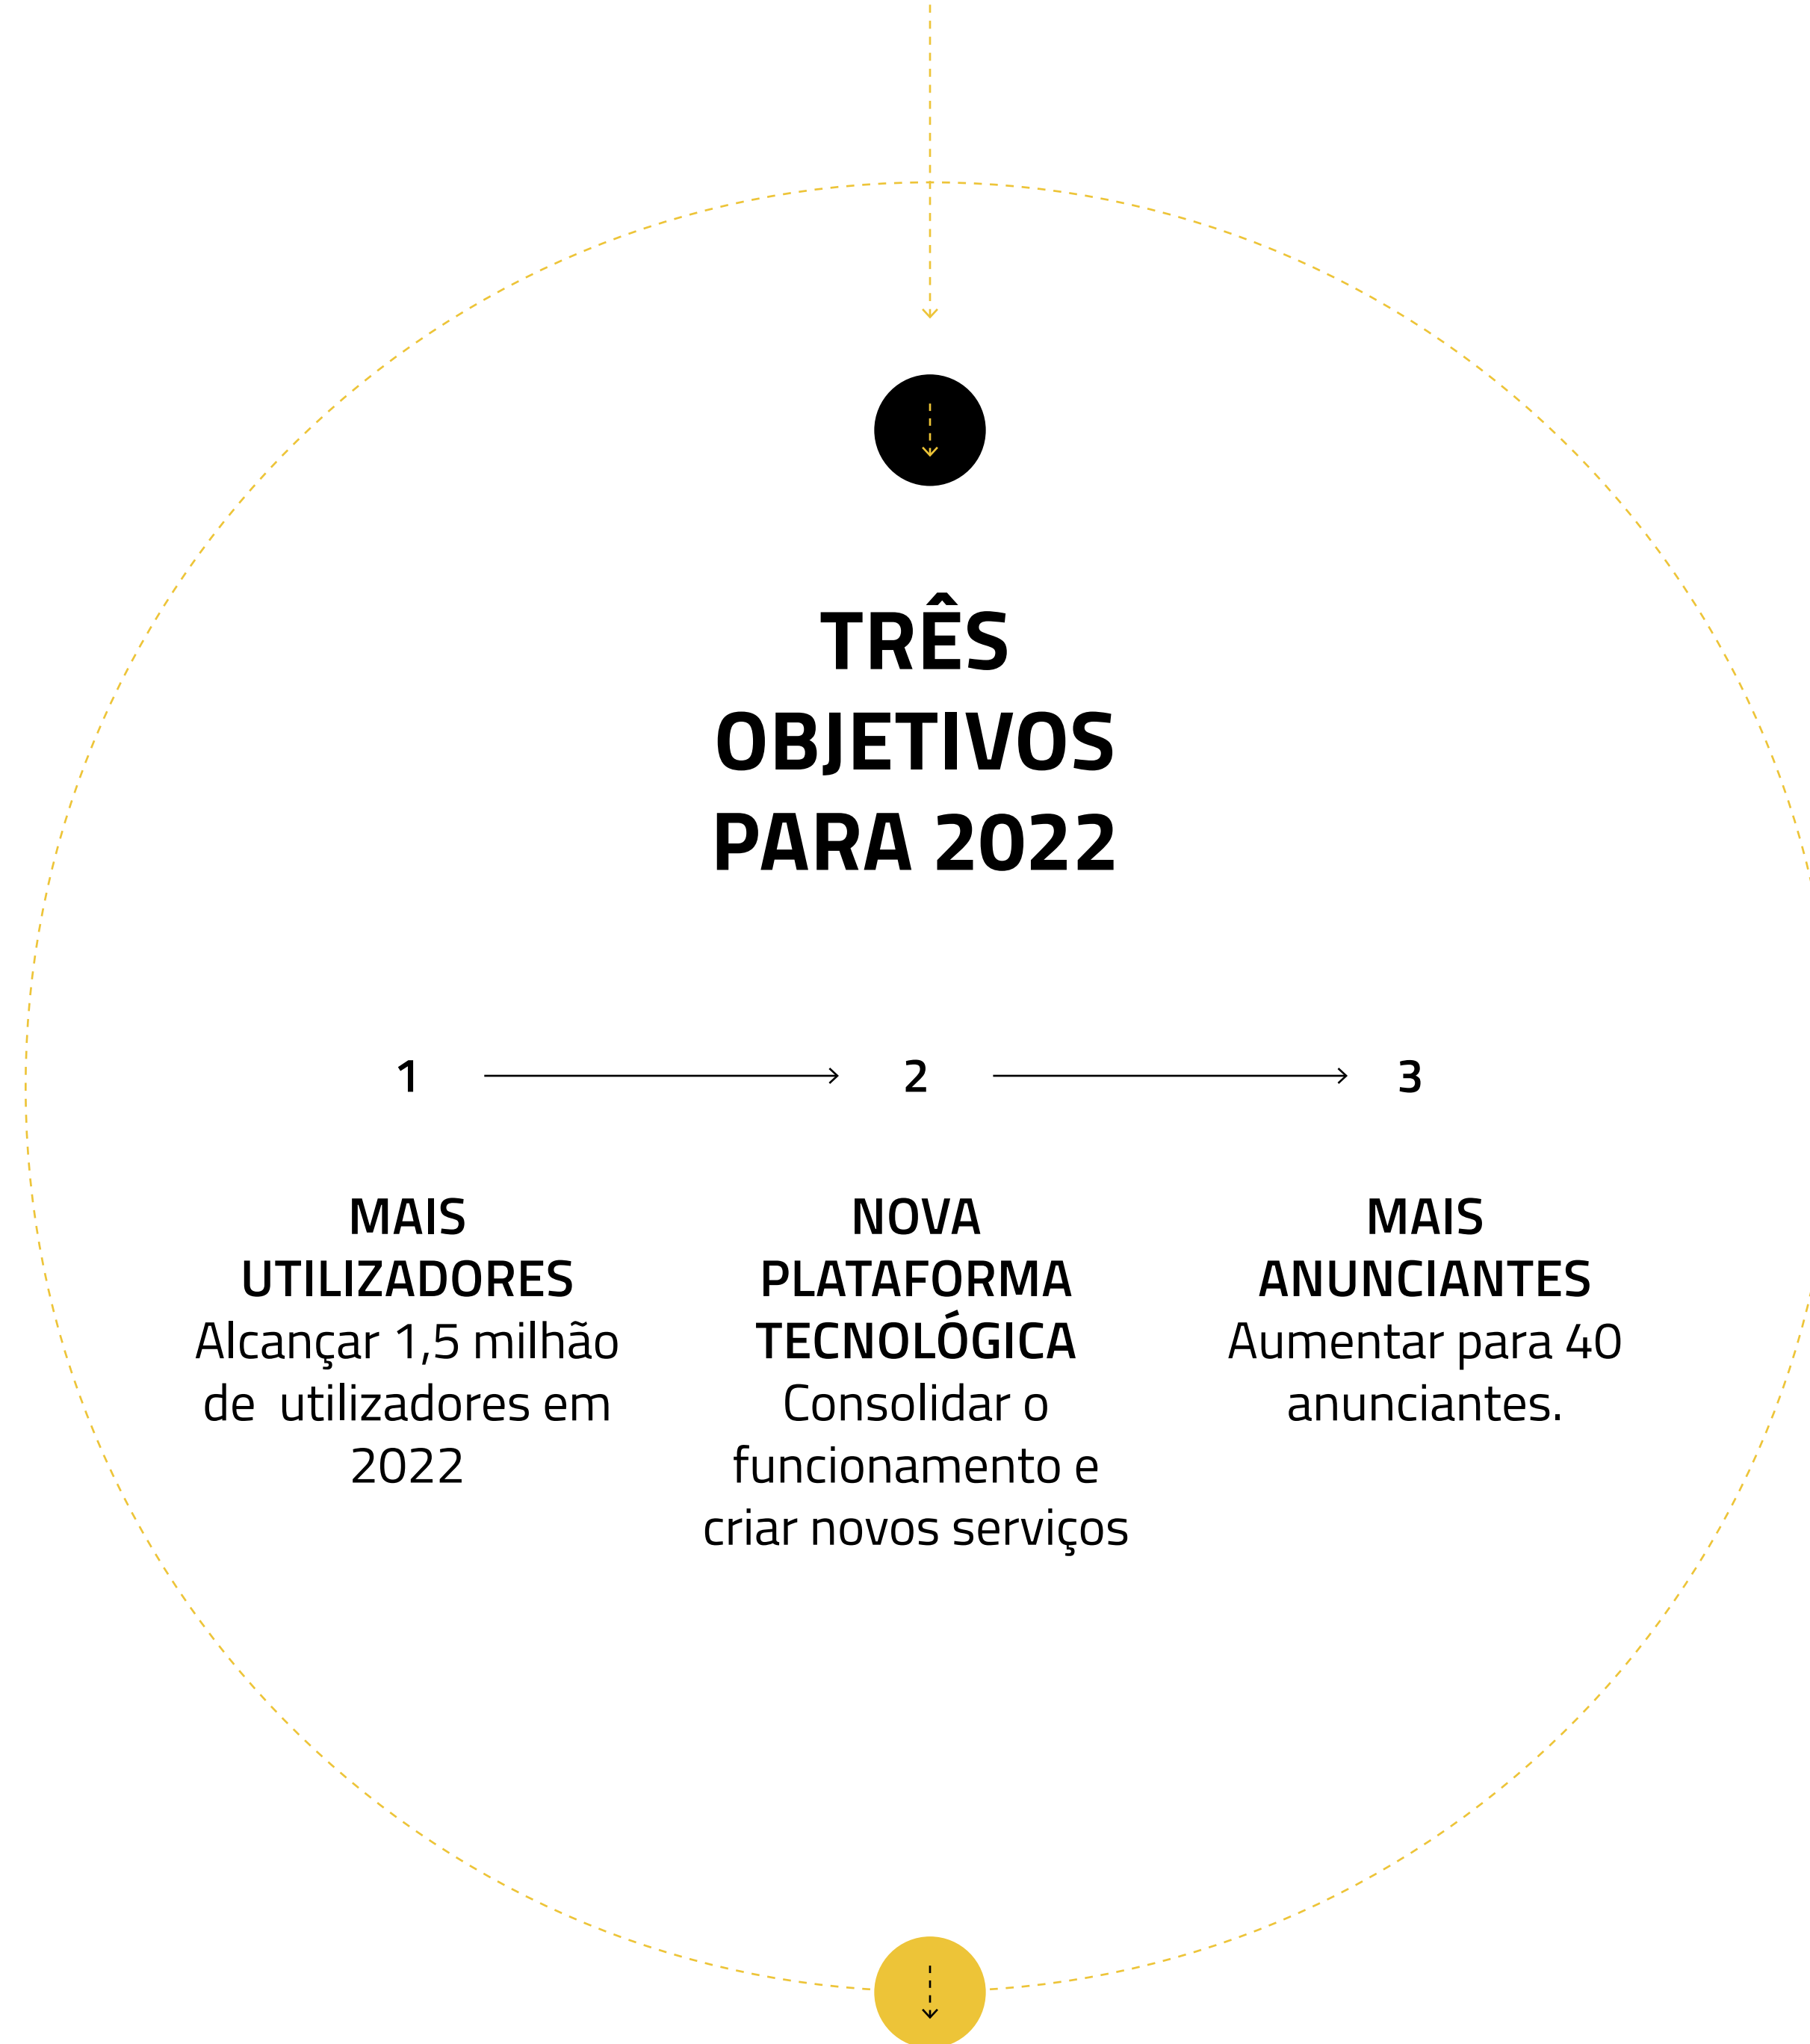 TRÊS
OBJETIVOS
PARA 2022
1
2
3
MAIS
UTILIZADORES
Alcançar 1,5 milhão
de  utilizadores em
2022
NOVA
PLATAFORMA
TECNOLÓGICA
Consolidar o
funcionamento e
criar novos serviços
MAIS
ANUNCIANTES
Aumentar para 40
anunciantes.